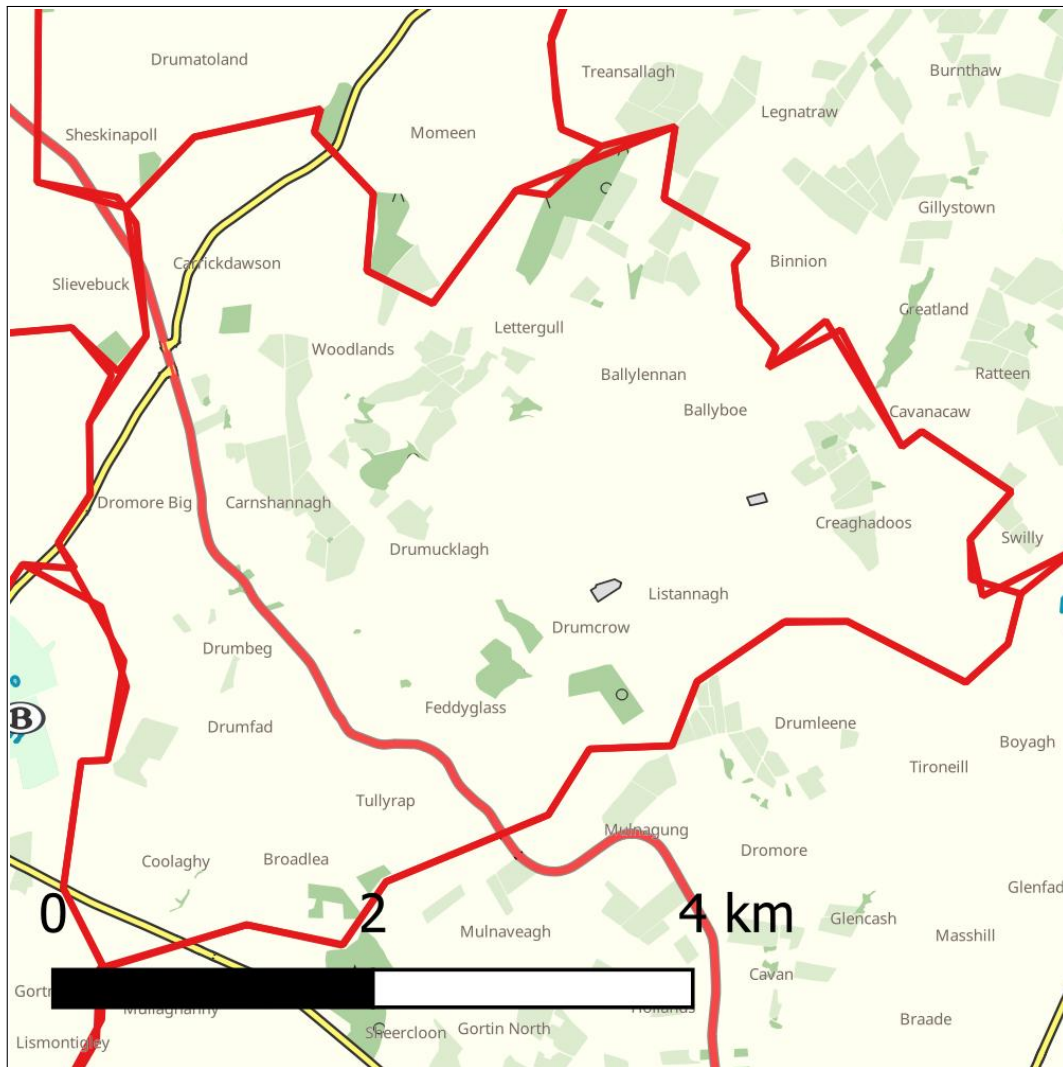 Drumatoland
Treansallagh
Burnthaw
Legnatraw
Sheskinapoll
Momeen
Gillystown
Carrickdawson
Binnion
Slievebuck
Greatland
Lettergull
Woodlands
Ballylennan
Ratteen
Ballyboe
Cavanacaw
Dromore Big
Carnshannagh
Creaghadoos
Swilly
Drumucklagh
Listannagh
Drumcrow
Drumbeg
Feddyglass
B
Drumfad
Drumleene
Boyagh
Tironeill
Tullyrap
Mulnagung
Dromore
Coolaghy
Broadlea
Glenfad
0 2 4 km
Glencash
Mulnaveagh
Masshill
Cavan
Braade
Gortin North
Sheercloon
Lismontigley